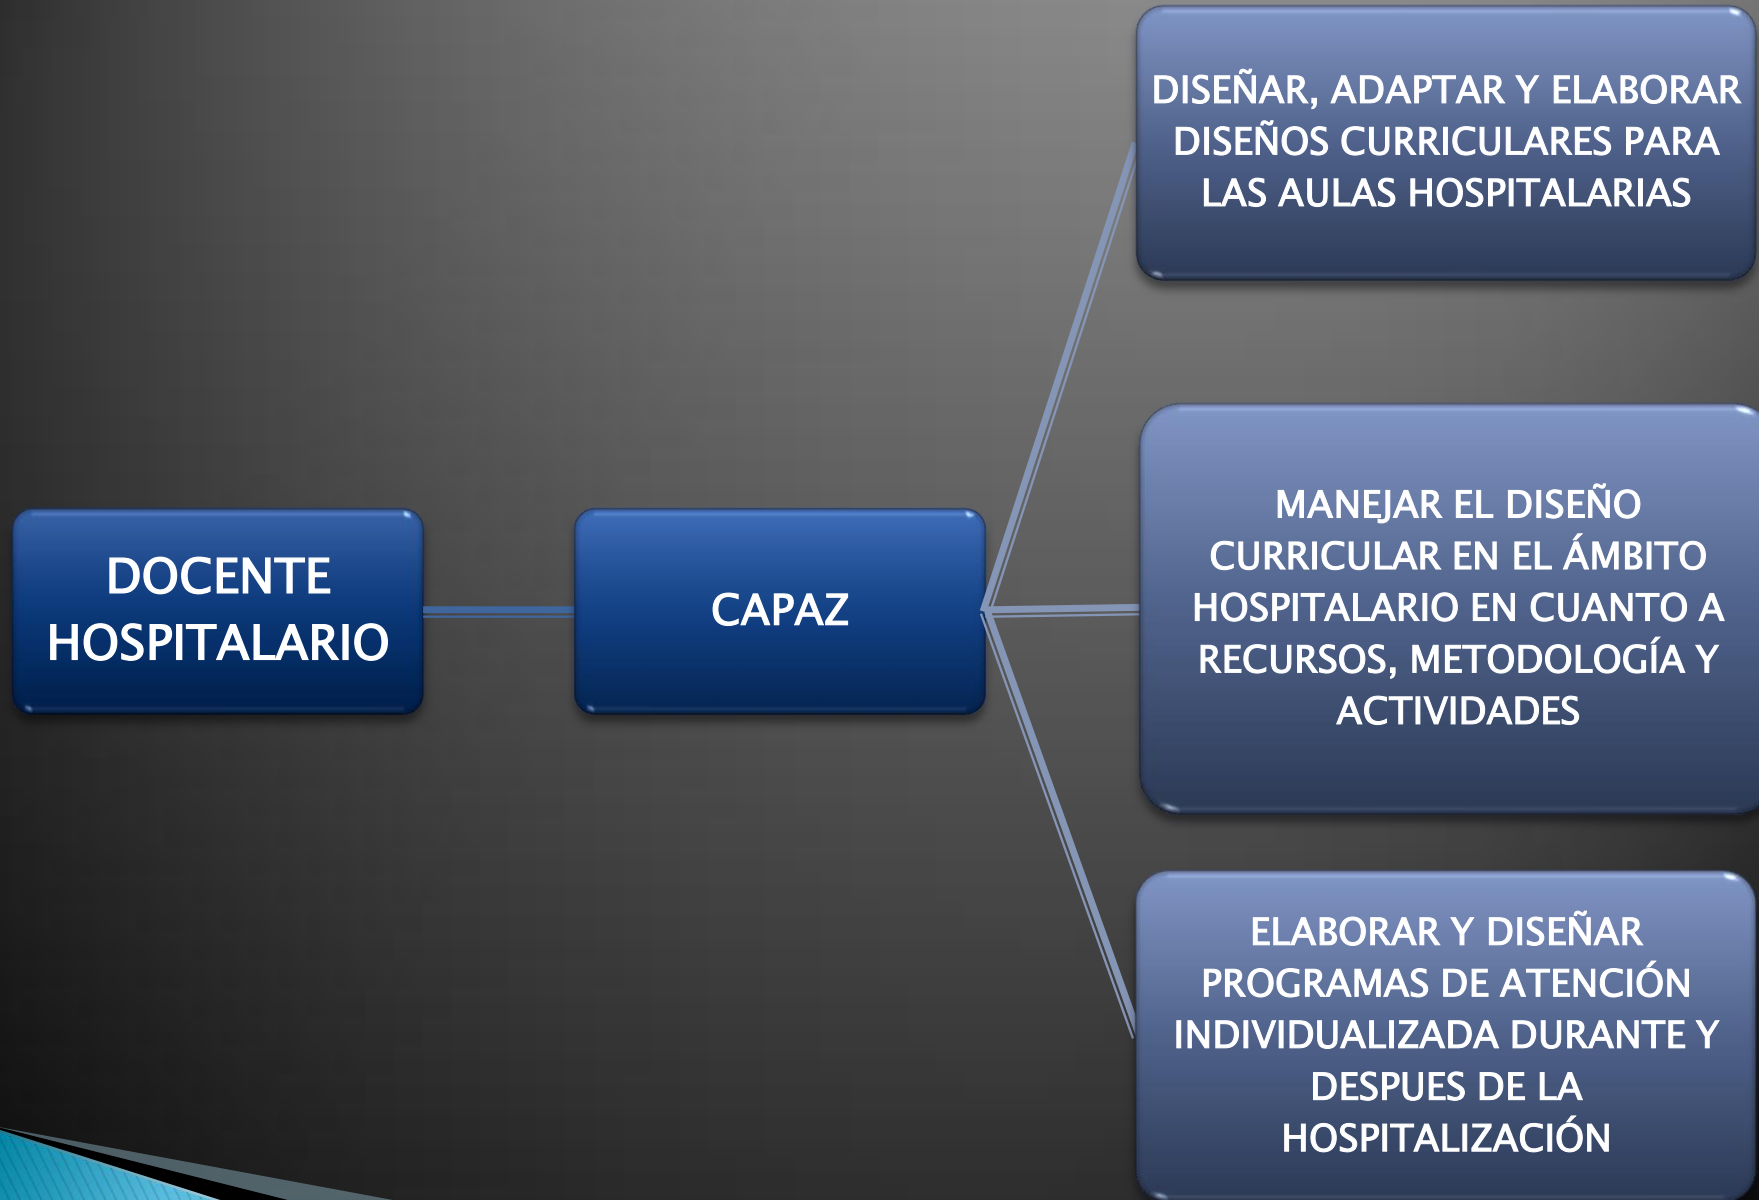 DOCENTE
HOSPITALARIO
CAPAZ
DISEÑAR, ADAPTAR Y ELABORAR
DISEÑOS CURRICULARES PARA
LAS AULAS HOSPITALARIAS
MANEJAR EL DISEÑO
CURRICULAR EN EL ÁMBITO
HOSPITALARIO EN CUANTO A
RECURSOS, METODOLOGÍA Y
ACTIVIDADES
ELABORAR Y DISEÑAR
PROGRAMAS DE ATENCIÓN
INDIVIDUALIZADA DURANTE Y
DESPUES DE LA
HOSPITALIZACIÓN